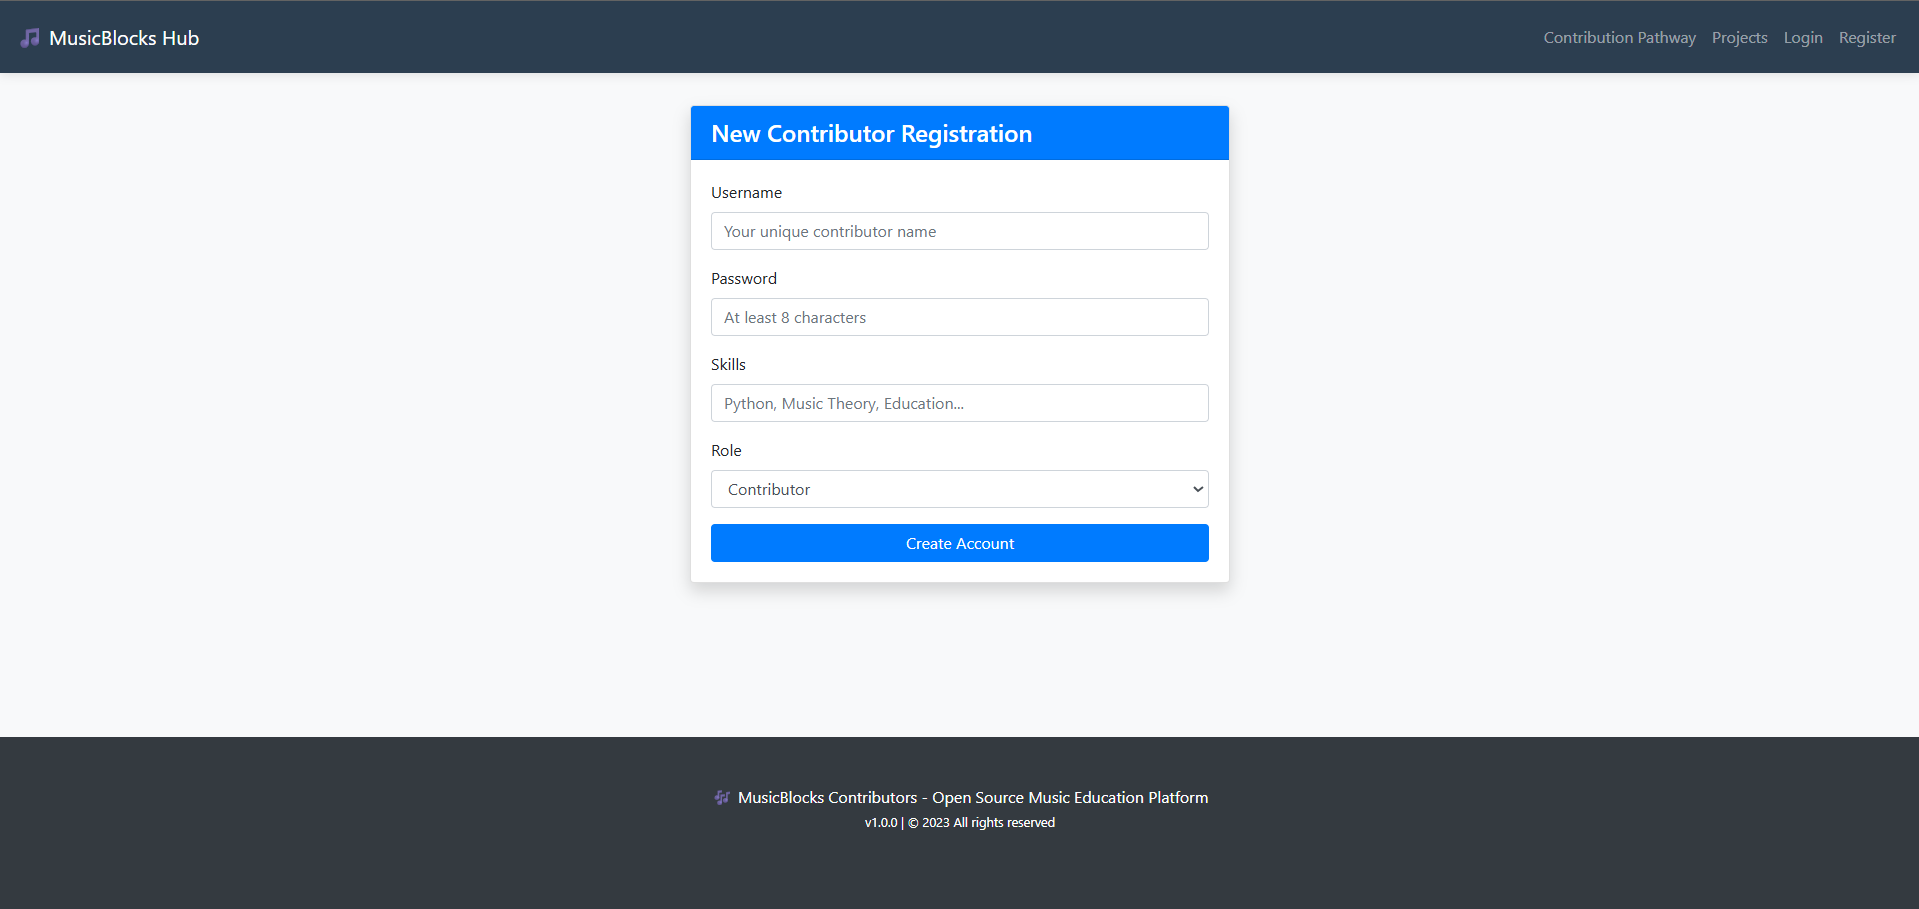 MusicBlocks Hub
Contribution Pathway Projects Login Register
New Contributor Registration
Username
Your unique contributor name
Password
At least 8 characters
Skills
Python, Music Theory, Education...
Role
Contributor
Create Account
MusicBlocks Contributors - Open Source Music Education Platform
v1.0.0 | © 2023 All rights reserved